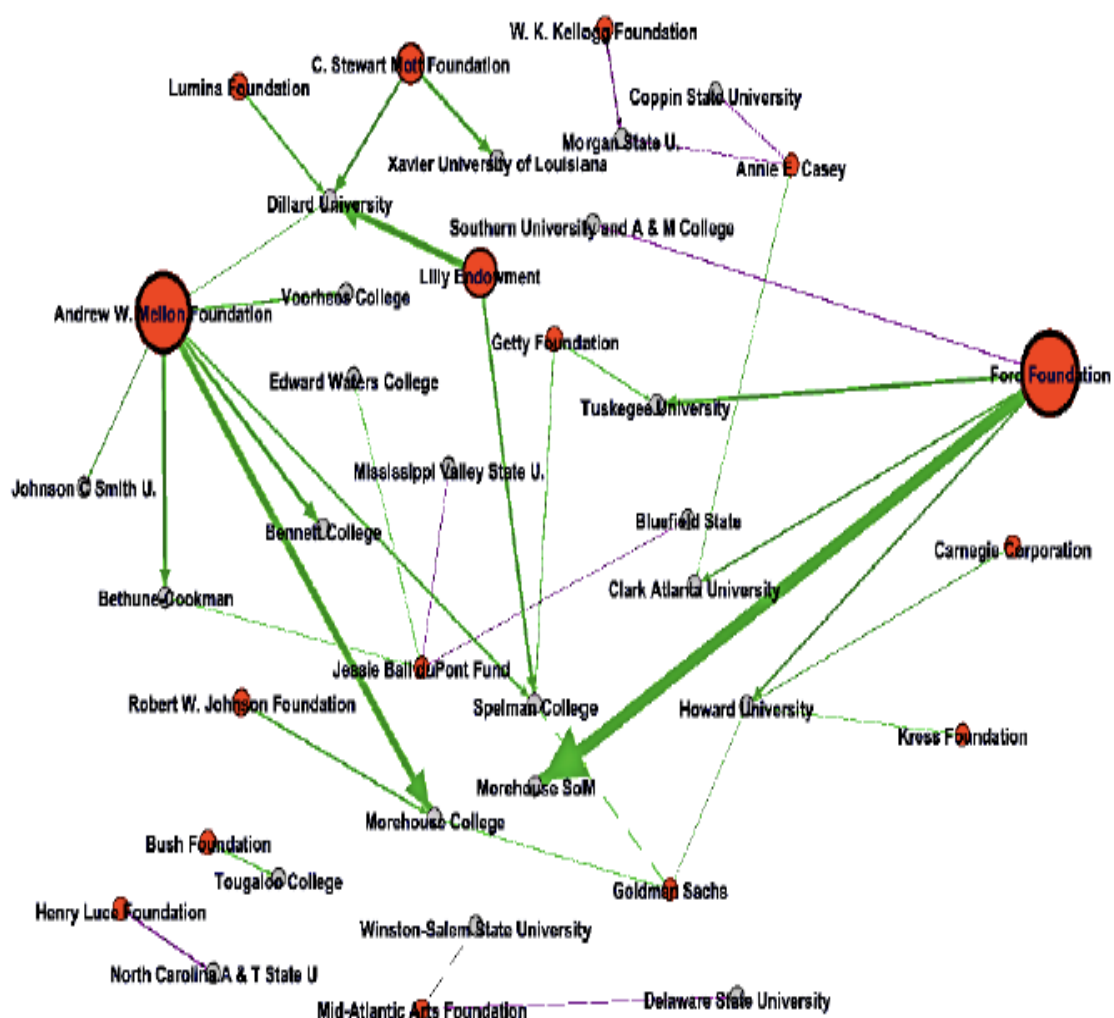 W. K. Kellogg Foundation
C. Stewart Mott Foundation
Lumina Foundation
Coppin State University
Morgan State U.
Xavier University of Louisiana
Annie E. Casey
Dillard University
Southern University and A & M College
Lilly Endowment
Voorhees College
Andrew W. Mellon Foundation
Getty Foundation
Ford Foundation
Edward Waters College
Tuskegee University
Mississippi Valley State U.
Johnson C Smith U.
Bluefield State
Bennett College
Carnegie Corporation
Clark Atlanta University
Bethune-Cookman
Jessie Ball duPont Fund
Robert W. Johnson Foundation
Spelman College
Howard University
Kress Foundation
Morehouse SoM
Morehouse College
Bush Foundation
Tougaloo College
Goldman Sachs
Henry Luce Foundation
Winston-Salem State University
North Carolina A & T State U
Delaware State University
Mid-Atlantic Arts Foundation